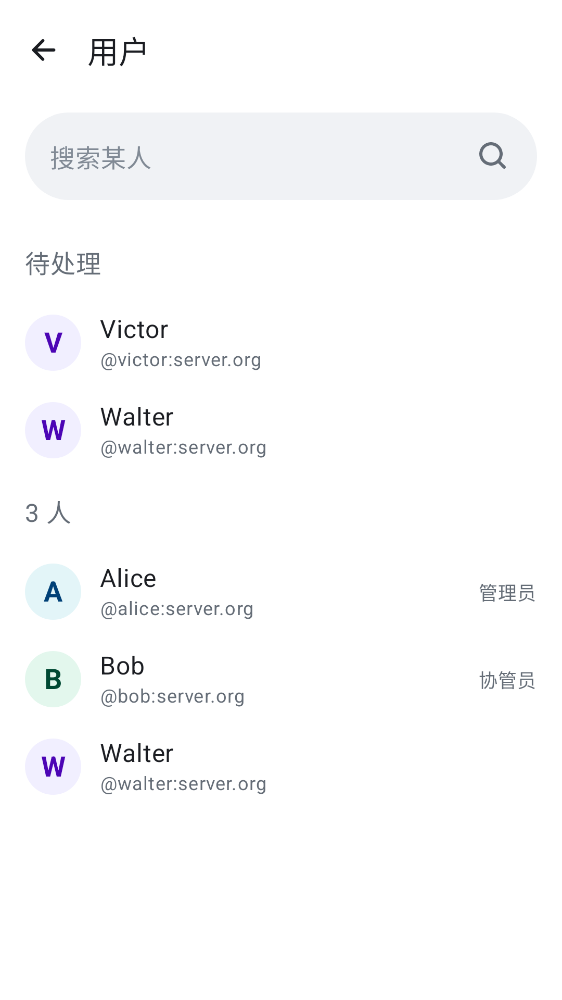 用户
搜索某人
待处理
V
Victor
@victor:server.org
W
Walter
@walter:server.org
3 人
A
Alice
@alice:server.org
管理员
B
Bob
@bob:server.org
协管员
W
Walter
@walter:server.org